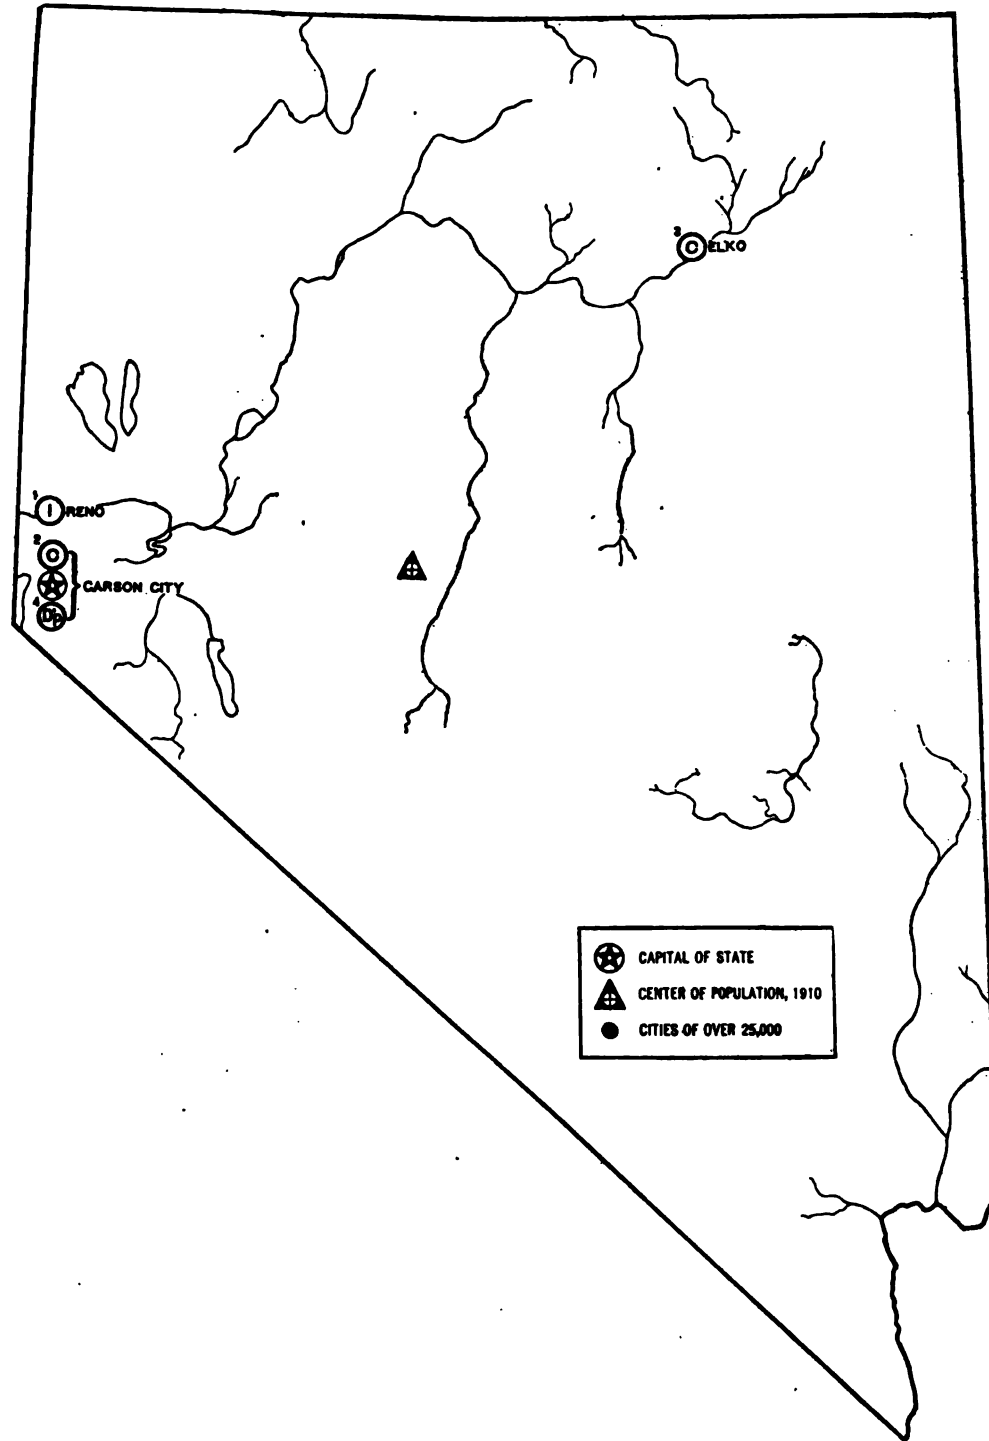 3
C ELKO
1
I RENO
2
C
CARSON CITY
4
Dp
CAPITAL OF STATE
CENTER OF POPULATION, 1910
CITIES OF OVER 25,000